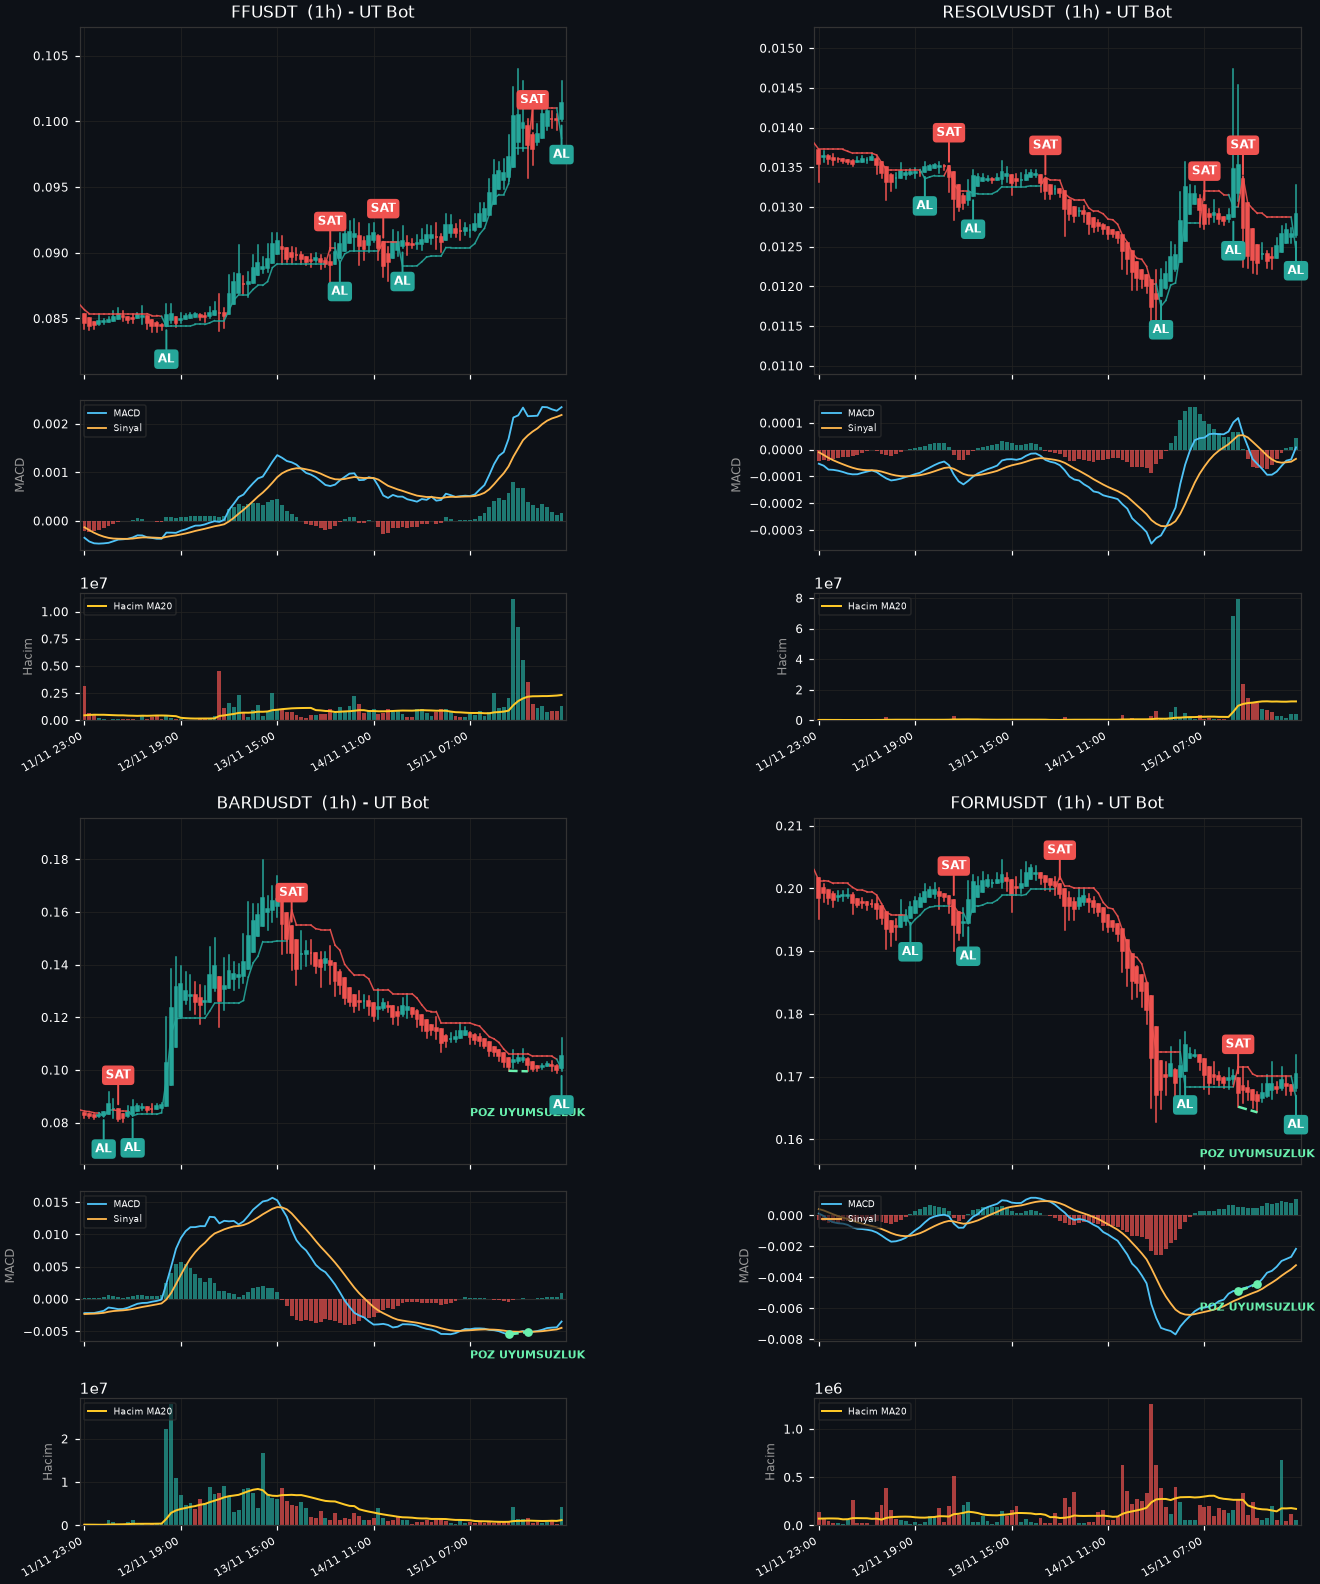 FFUSDT (1h) - UT Bot
0.105
0.100
0.095
0.090
0.085
SAT
AL
SAT
SAT
AL
AL
AL
MACD
Sinyal
MACD
0.002
0.001
0.000
1e7
Hacim MA20
Hacim
1.00
0.75
0.50
0.25
0.00
11/11 23:00
12/11 19:00
13/11 15:00
14/11 11:00
15/11 07:00
RESOLVUSDT (1h) - UT Bot
0.0150
0.0145
0.0140
0.0135
0.0130
0.0125
0.0120
0.0115
0.0110
SAT
SAT
SAT
SAT
AL
AL
AL
AL
AL
MACD
Sinyal
MACD
0.0001
0.0000
−0.0001
−0.0002
−0.0003
1e7
Hacim MA20
Hacim
8
6
4
2
0
11/11 23:00
12/11 19:00
13/11 15:00
14/11 11:00
15/11 07:00
BARDUSDT (1h) - UT Bot
0.18
0.16
0.14
0.12
0.10
0.08
SAT
SAT
AL
AL
AL
POZ UYUMSUZLUK
MACD
Sinyal
MACD
0.015
0.010
0.005
0.000
−0.005
POZ UYUMSUZLUK
1e7
Hacim MA20
Hacim
2
1
0
11/11 23:00
12/11 19:00
13/11 15:00
14/11 11:00
15/11 07:00
FORMUSDT (1h) - UT Bot
0.21
0.20
0.19
0.18
0.17
0.16
SAT
SAT
SAT
AL
AL
AL
AL
POZ UYUMSUZLUK
MACD
Sinyal
MACD
0.000
−0.002
−0.004
−0.006
−0.008
POZ UYUMSUZLUK
1e6
Hacim MA20
Hacim
1.0
0.5
0.0
11/11 23:00
12/11 19:00
13/11 15:00
14/11 11:00
15/11 07:00